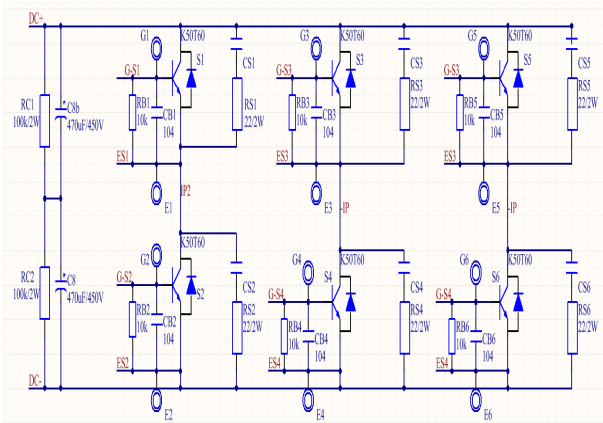 DC+
G1
K50T60
G3
K50T60
G5
K50T60
S1
S3
S5
G-S1
G-S3
G-S3
CS1
CS3
CS5
RC1
100k/2W
C8b
470uF/450V
RB1
10k
CB1
104
RS1
22/2W
RB3
10k
CB3
104
RS3
22/2W
RB5
10k
CB5
104
RS5
22/2W
ES1
ES3
ES3
E1
IP2
E3
-IP
E5
-IP
G2
K50T60
G4
K50T60
G6
K50T60
G-S2
S2
G-S4
S4
G-S4
S6
CS2
CS4
CS6
RC2
100k/2W
C8
470uF/450V
RB2
10k
CB2
104
RS2
22/2W
RB4
10k
CB4
104
RS4
22/2W
RB6
10k
CB6
104
RS6
22/2W
ES2
ES4
ES4
DC-
E2
E4
E6